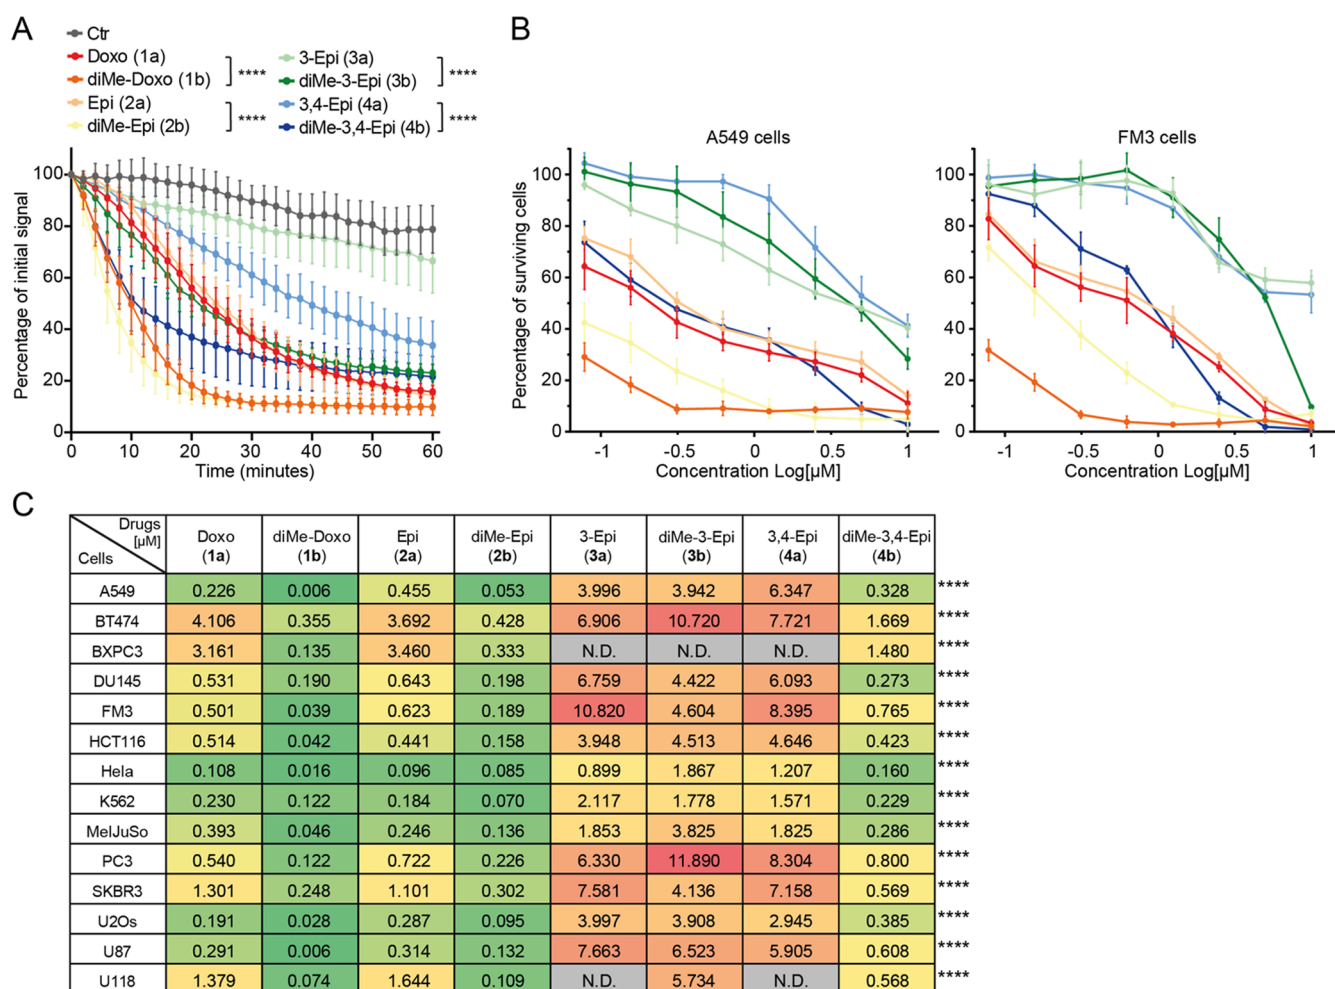 A
Ctr
Doxo (1a)
diMe-Doxo (1b)
****
Epi (2a)
diMe-Epi (2b)
****
3-Epi (3a)
diMe-3-Epi (3b)
****
3,4-Epi (4a)
diMe-3,4-Epi (4b)
****
Percentage of initial signal
100
80
60
40
20
0
0 10 20 30 40 50 60
Time (minutes)
B
A549 cells
Percentage of surviving cells
100
80
60
40
20
0
-1 -0.5 0 0.5 1
Concentration Log[µM]
FM3 cells
100
80
60
40
20
0
-1 -0.5 0 0.5 1
Concentration Log[µM]
C
Drugs [µM] Cells Doxo (1a) diMe-Doxo (1b) Epi (2a) diMe-Epi (2b) 3-Epi (3a) diMe-3-Epi (3b) 3,4-Epi (4a) diMe-3,4-Epi (4b)
A549 0.226 0.006 0.455 0.053 3.996 3.942 6.347 0.328 ****
BT474 4.106 0.355 3.692 0.428 6.906 10.720 7.721 1.669 ****
BXPC3 3.161 0.135 3.460 0.333 N.D. N.D. N.D. 1.480 ****
DU145 0.531 0.190 0.643 0.198 6.759 4.422 6.093 0.273 ****
FM3 0.501 0.039 0.623 0.189 10.820 4.604 8.395 0.765 ****
HCT116 0.514 0.042 0.441 0.158 3.948 4.513 4.646 0.423 ****
Hela 0.108 0.016 0.096 0.085 0.899 1.867 1.207 0.160 ****
K562 0.230 0.122 0.184 0.070 2.117 1.778 1.571 0.229 ****
MelJuSo 0.393 0.046 0.246 0.136 1.853 3.825 1.825 0.286 ****
PC3 0.540 0.122 0.722 0.226 6.330 11.890 8.304 0.800 ****
SKBR3 1.301 0.248 1.101 0.302 7.581 4.136 7.158 0.569 ****
U2Os 0.191 0.028 0.287 0.095 3.997 3.908 2.945 0.385 ****
U87 0.291 0.006 0.314 0.132 7.663 6.523 5.905 0.608 ****
U118 1.379 0.074 1.644 0.109 N.D. 5.734 N.D. 0.568 ****